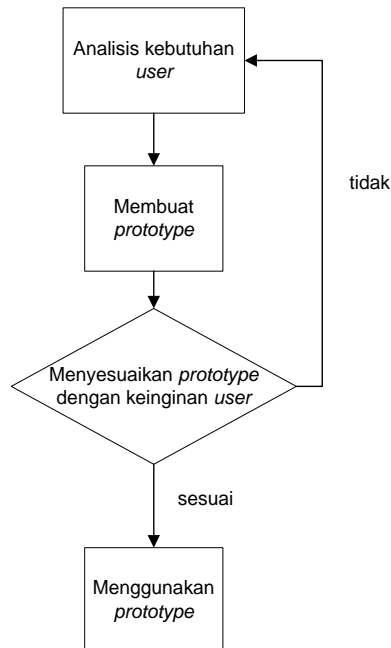 Analisis kebutuhan
user
tidak
Membuat
prototype
Menyesuaikan prototype
dengan keinginan user
sesuai
Menggunakan
prototype